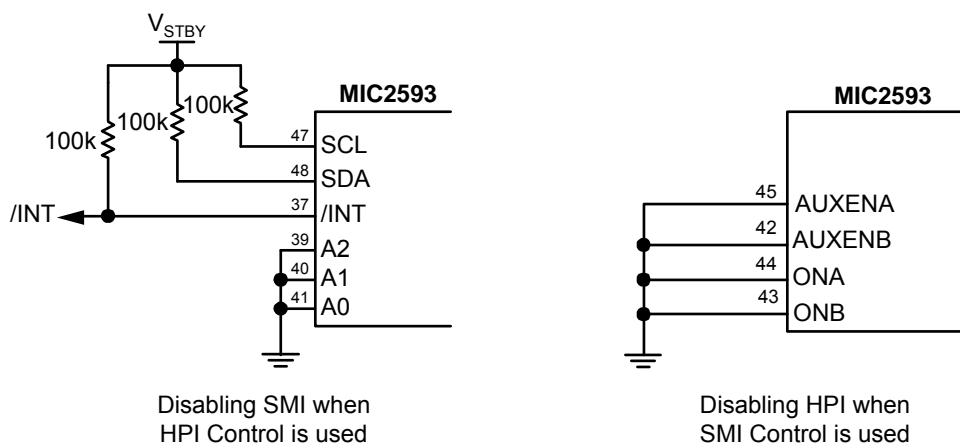 VSTBY
MIC2593
100k
100k
100k
47 SCL
48 SDA
/INT
37 /INT
39 A2
40 A1
41 A0
Disabling SMI when
HPI Control is used
MIC2593
45 AUXENA
42 AUXENB
44 ONA
43 ONB
Disabling HPI when
SMI Control is used